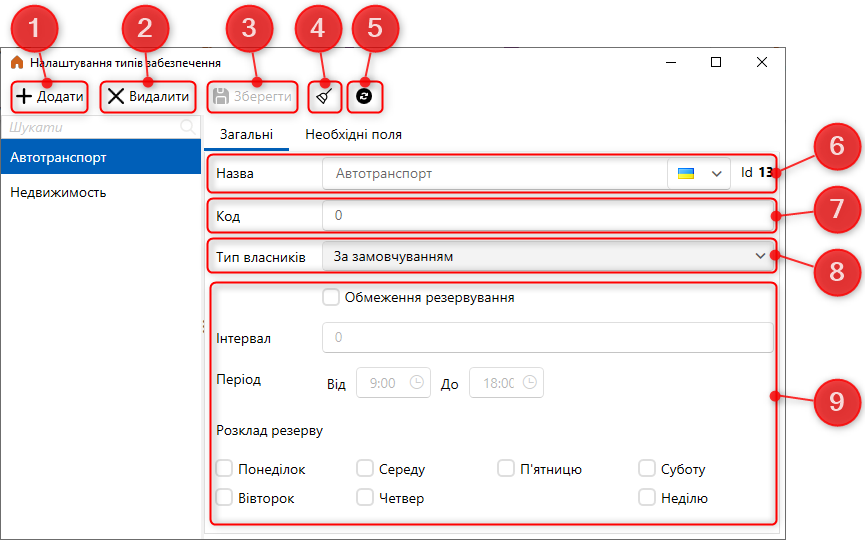 1 2 3 4 5
Налаштування типів забезпечення
Додати Видалити Зберегти
Шукати
Загальні Необхідні поля
Автотранспорт
Недвижимость
Назва Автотранспорт Id 13
6
Код 0
7
Тип власників За замовчуванням
8
Обмеження резервування
Інтервал 0
Період Від 9:00 До 18:00
9
Розклад резерву
Понеділок Середу П'ятницю Суботу
Вівторок Четвер Неділю